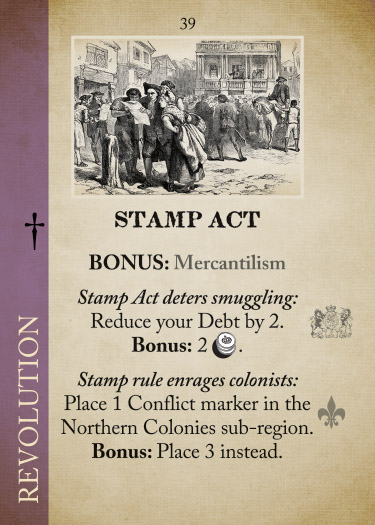 39
STAMP ACT
BONUS: Mercantilism
Stamp Act deters smuggling:
Reduce your Debt by 2.
Bonus: 2 .
Stamp rule enrages colonists:
Place 1 Conflict marker in the
Northern Colonies sub-region.
Bonus: Place 3 instead.
REVOLUTION